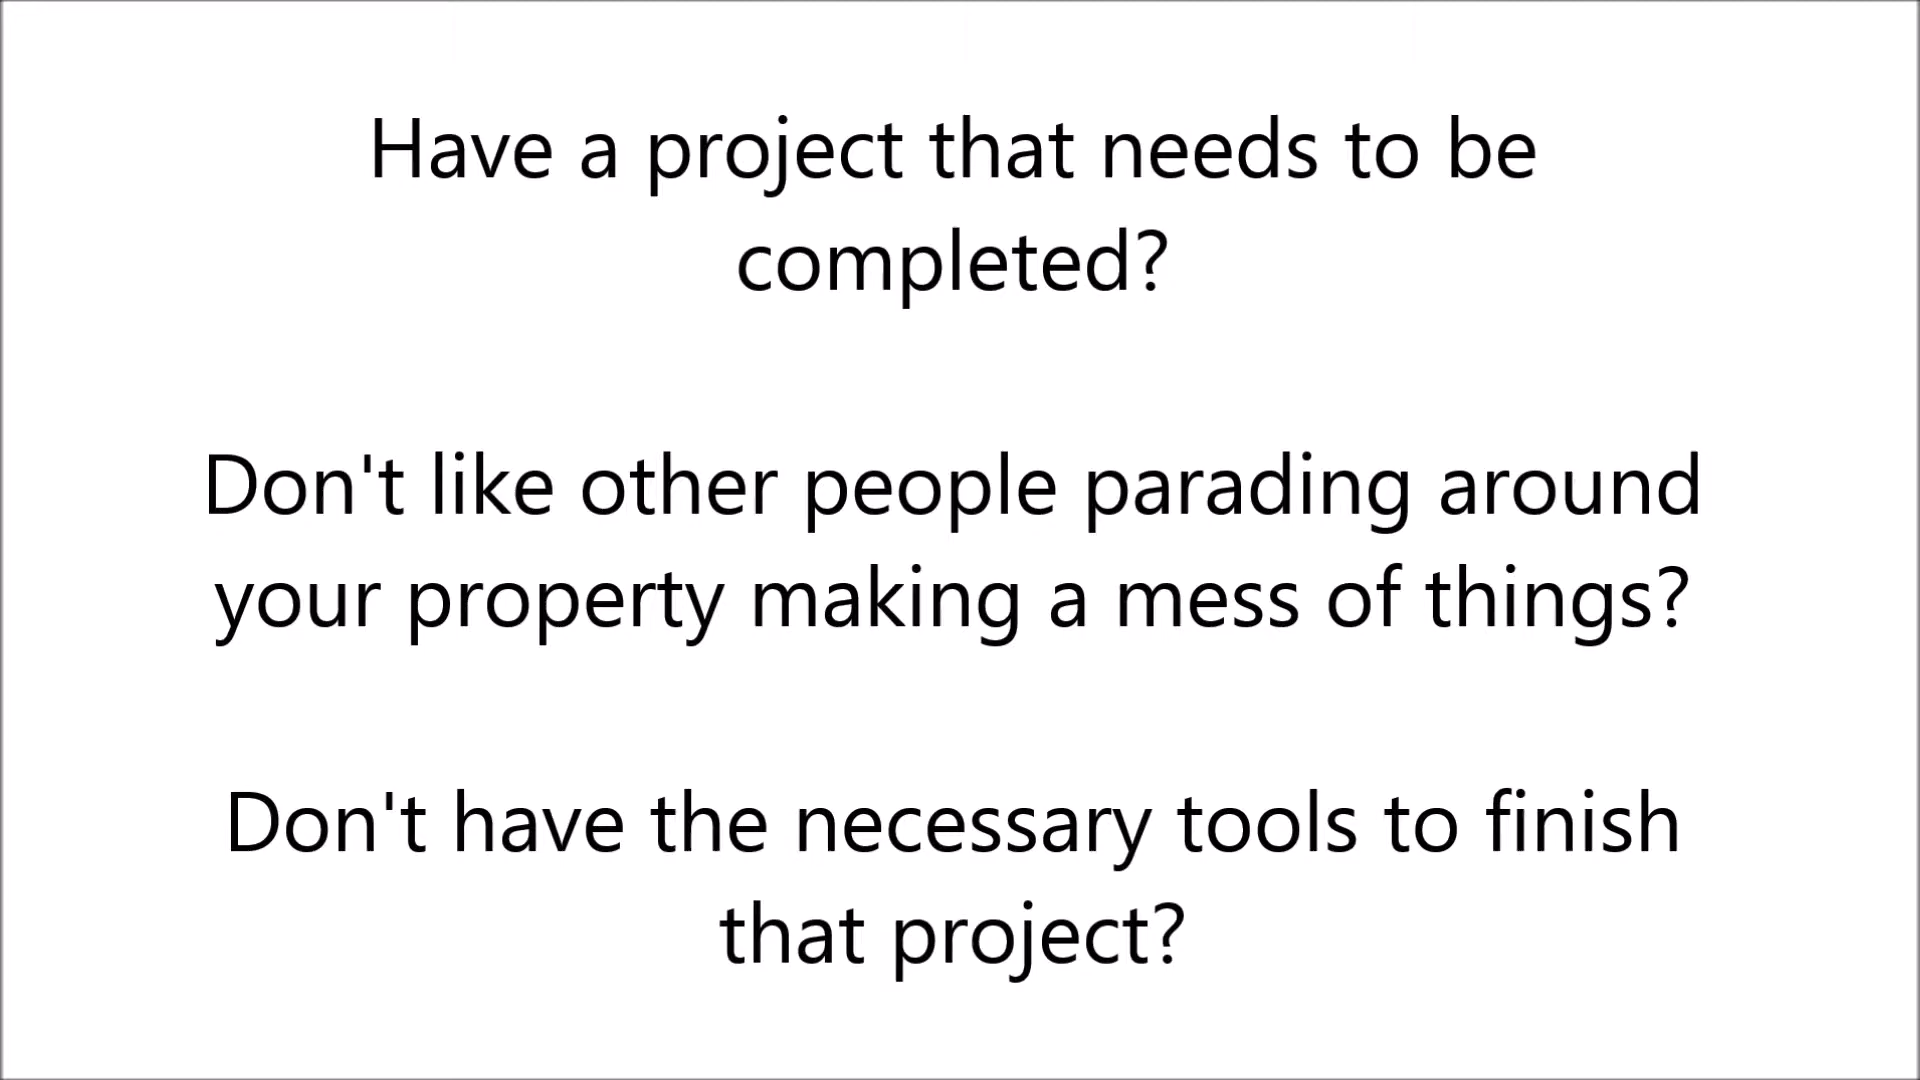 Have a project that needs to be
completed?
Don't like other people parading around
your property making a mess of things?
Don't have the necessary tools to finish
that project?